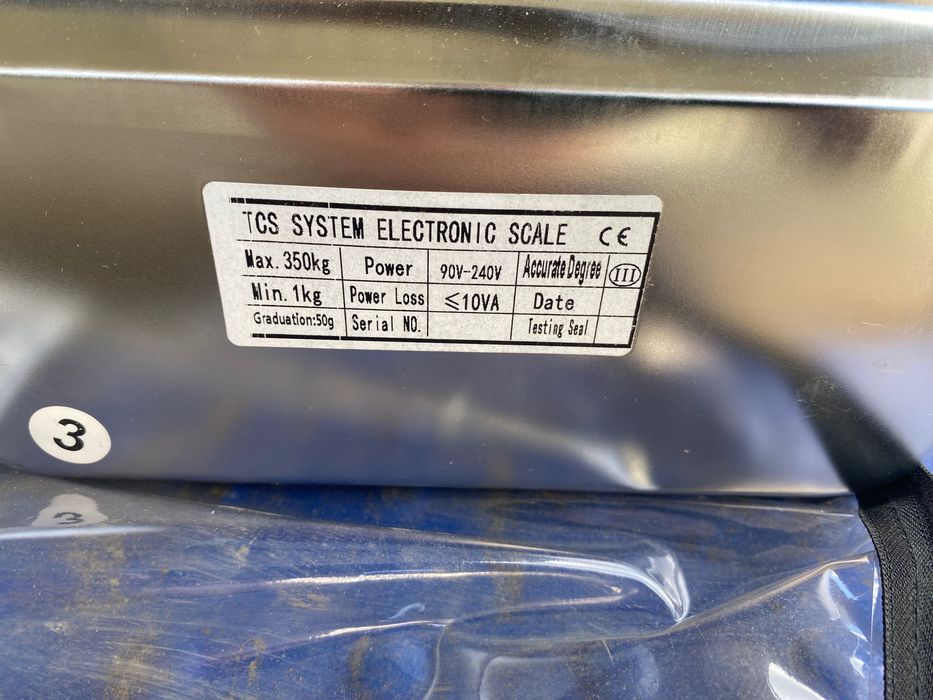 TCS SYSTEM ELECTRONIC SCALE CE
Max. 350kg Power 90V-240V Accurate Degree III
Min. 1kg Power Loss ≤10VA Date
Graduation:50g Serial NO. Testing Seal
3